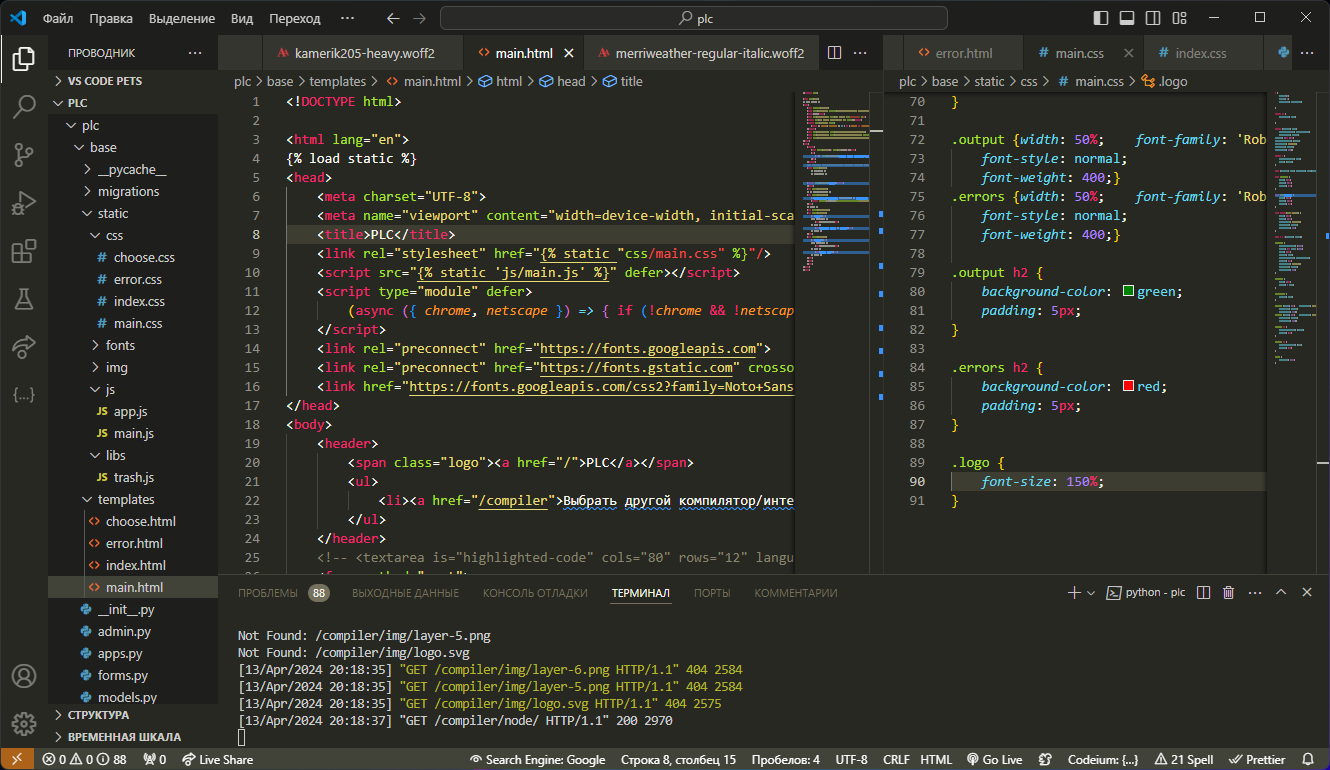 Файл Правка Выделение Вид Переход ··· plc
ПРОВОДНИК ···
VS CODE PETS
PLC
plc
base
__pycache__
migrations
static
css
choose.css
error.css
index.css
main.css
fonts
img
js
JS app.js
JS main.js
libs
JS trash.js
templates
choose.html
error.html
index.html
main.html
__init__.py
admin.py
apps.py
forms.py
models.py
СТРУКТУРА
ВРЕМЕННАЯ ШКАЛА
kamerik205-heavy.woff2 main.html merriweather-regular-italic.woff2 ···
plc > base > templates > main.html > html > head > title
1 <!DOCTYPE html>
2
3 <html lang="en">
4 {% load static %}
5 <head>
6 <meta charset="UTF-8">
7 <meta name="viewport" content="width=device-width, initial-sca
8 <title>PLC</title>
9 <link rel="stylesheet" href="{% static "css/main.css" %}"/>
10 <script src="{% static 'js/main.js' %}" defer></script>
11 <script type="module" defer>
12 (async ({ chrome, netscape }) => { if (!chrome && !netscap
13 </script>
14 <link rel="preconnect" href="https://fonts.googleapis.com">
15 <link rel="preconnect" href="https://fonts.gstatic.com" crosso
16 <link href="https://fonts.googleapis.com/css2?family=Noto+Sans
17 </head>
18 <body>
19 <header>
20 <span class="logo"><a href="/">PLC</a></span>
21 <ul>
22 <li><a href="/compiler">Выбрать другой компилятор/инте
23 </ul>
24 </header>
25 <!-- <textarea is="highlighted-code" cols="80" rows="12" langu
error.html # main.css # index.css ···
plc > base > static > css > # main.css > .logo
70 }
71
72 .output {width: 50%; font-family: 'Rob
73 font-style: normal;
74 font-weight: 400;}
75 .errors {width: 50%; font-family: 'Rob
76 font-style: normal;
77 font-weight: 400;}
78
79 .output h2 {
80 background-color: green;
81 padding: 5px;
82 }
83
84 .errors h2 {
85 background-color: red;
86 padding: 5px;
87 }
88
89 .logo {
90 font-size: 150%;
91 }
ПРОБЛЕМЫ 88 ВЫХОДНЫЕ ДАННЫЕ КОНСОЛЬ ОТЛАДКИ ТЕРМИНАЛ ПОРТЫ КОММЕНТАРИИ python - plc ···
Not Found: /compiler/img/layer-5.png
Not Found: /compiler/img/logo.svg
[13/Apr/2024 20:18:35] "GET /compiler/img/layer-6.png HTTP/1.1" 404 2584
[13/Apr/2024 20:18:35] "GET /compiler/img/layer-5.png HTTP/1.1" 404 2584
[13/Apr/2024 20:18:35] "GET /compiler/img/logo.svg HTTP/1.1" 404 2575
[13/Apr/2024 20:18:37] "GET /compiler/node/ HTTP/1.1" 200 2970
0 0 88 0 Live Share Search Engine: Google Строка 8, столбец 15 Пробелов: 4 UTF-8 CRLF HTML Go Live Codeium: {...} 21 Spell Prettier